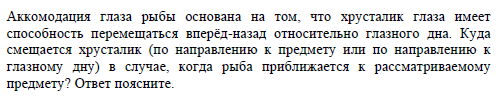 Аккомодация глаза рыбы основана на том, что хрусталик глаза имеет
способность перемещаться вперёд-назад относительно глазного дна. Куда
смещается хрусталик (по направлению к предмету или по направлению к
глазному дну) в случае, когда рыба приближается к рассматриваемому
предмету? Ответ поясните.